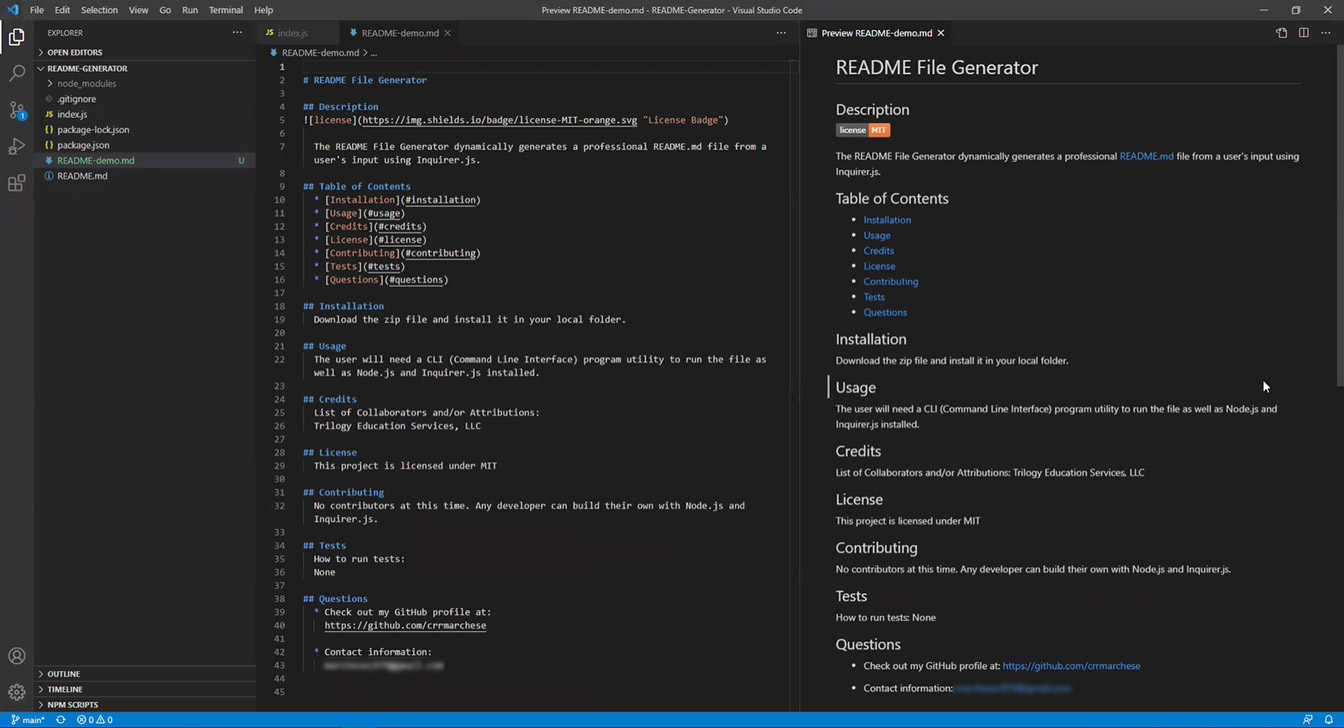 File Edit Selection View Go Run Terminal Help
Preview README-demo.md - README-Generator - Visual Studio Code
EXPLORER
OPEN EDITORS
README-GENERATOR
node_modules
.gitignore
index.js
package-lock.json
package.json
README-demo.md U
README.md
OUTLINE
TIMELINE
NPM SCRIPTS
index.js
README-demo.md
README-demo.md > ...
1
2 # README File Generator
3
4 ## Description
5 ![license](https://img.shields.io/badge/license-MIT-orange.svg "License Badge")
6
7 The README File Generator dynamically generates a professional README.md file from a
user's input using Inquirer.js.
8
9 ## Table of Contents
10 * [Installation](#installation)
11 * [Usage](#usage)
12 * [Credits](#credits)
13 * [License](#license)
14 * [Contributing](#contributing)
15 * [Tests](#tests)
16 * [Questions](#questions)
17
18 ## Installation
19 Download the zip file and install it in your local folder.
20
21 ## Usage
22 The user will need a CLI (Command Line Interface) program utility to run the file as
well as Node.js and Inquirer.js installed.
23
24 ## Credits
25 List of Collaborators and/or Attributions:
26 Trilogy Education Services, LLC
27
28 ## License
29 This project is licensed under MIT
30
31 ## Contributing
32 No contributors at this time. Any developer can build their own with Node.js and
Inquirer.js.
33
34 ## Tests
35 How to run tests:
36 None
37
38 ## Questions
39 * Check out my GitHub profile at:
40 https://github.com/crrmarchese
41
42 * Contact information:
43
44
45
Preview README-demo.md
README File Generator
Description
license MIT
The README File Generator dynamically generates a professional README.md file from a user's input using
Inquirer.js.
Table of Contents
• Installation
• Usage
• Credits
• License
• Contributing
• Tests
• Questions
Installation
Download the zip file and install it in your local folder.
Usage
The user will need a CLI (Command Line Interface) program utility to run the file as well as Node.js and
Inquirer.js installed.
Credits
List of Collaborators and/or Attributions: Trilogy Education Services, LLC
License
This project is licensed under MIT
Contributing
No contributors at this time. Any developer can build their own with Node.js and Inquirer.js.
Tests
How to run tests: None
Questions
• Check out my GitHub profile at: https://github.com/crrmarchese
• Contact information:
1
main* 0 0